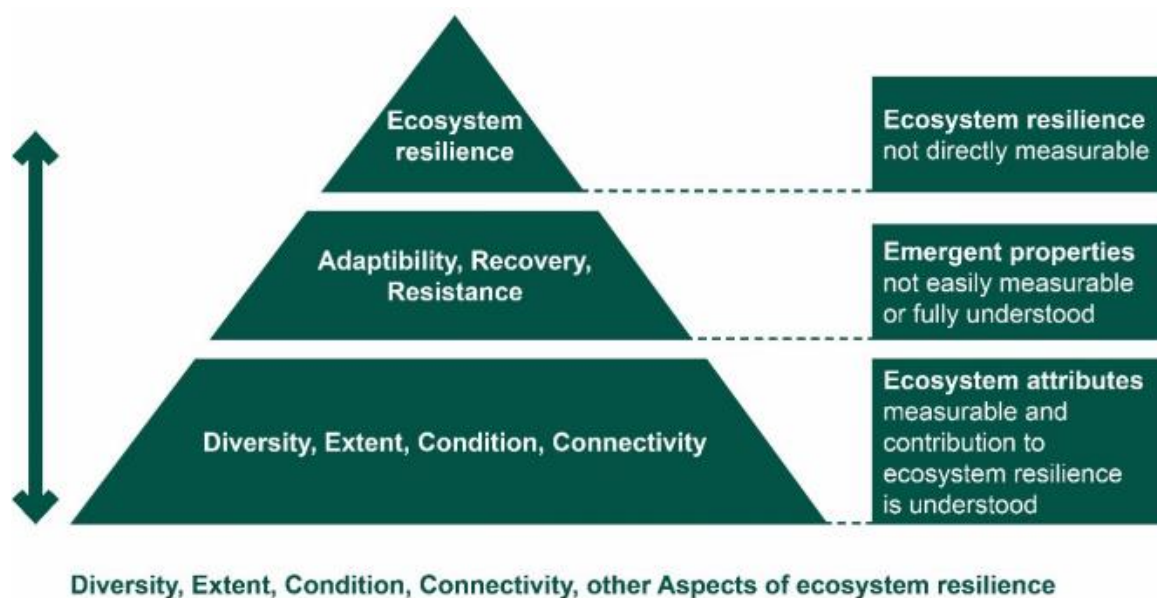 Ecosystem
resilience
Ecosystem resilience
not directly measurable
Adaptibility, Recovery,
Resistance
Emergent properties
not easily measurable
or fully understood
Diversity, Extent, Condition, Connectivity
Ecosystem attributes
measurable and
contribution to
ecosystem resilience
is understood
Diversity, Extent, Condition, Connectivity, other Aspects of ecosystem resilience